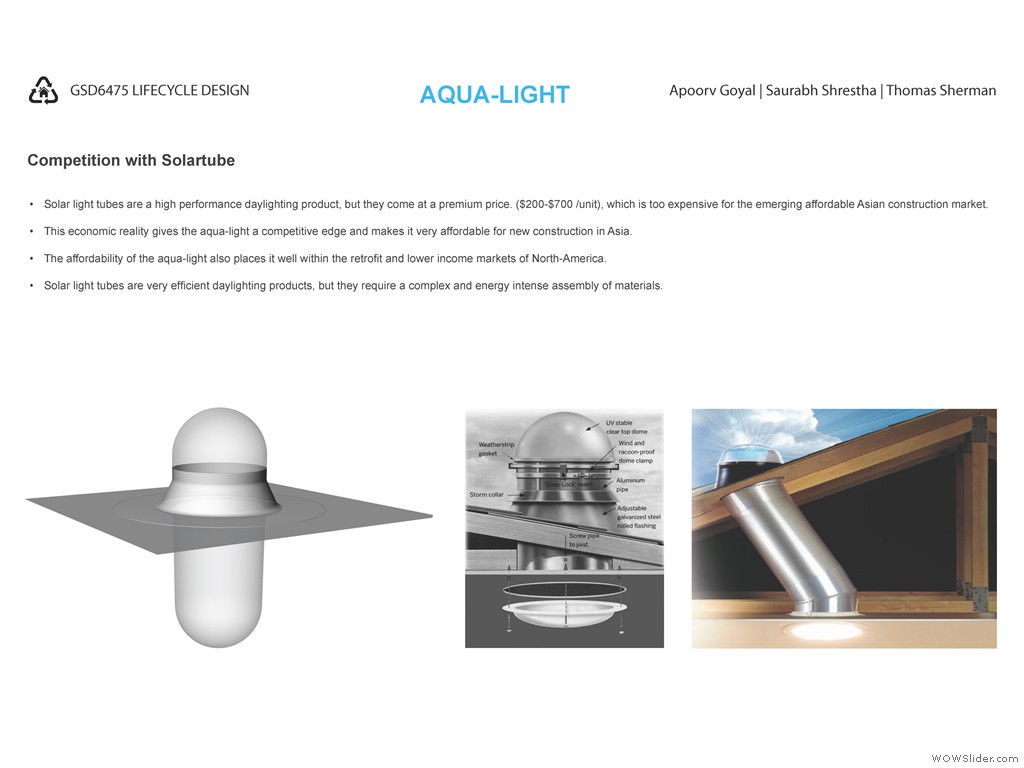 GSD6475 LIFECYCLE DESIGN
AQUA-LIGHT
Apoorv Goyal | Saurabh Shrestha | Thomas Sherman
Competition with Solartube
• Solar light tubes are a high performance daylighting product, but they come at a premium price. ($200-$700 /unit), which is too expensive for the emerging affordable Asian construction market.
• This economic reality gives the aqua-light a competitive edge and makes it very affordable for new construction in Asia.
• The affordability of the aqua-light also places it well within the retrofit and lower income markets of North-America.
• Solar light tubes are very efficient daylighting products, but they require a complex and energy intense assembly of materials.
UV stable
clear top dome
Weatherstrip
gasket
Wind and
racoon-proof
dome clamp
"Snap-Lock" seam
Aluminum
pipe
Storm collar
Adjustable
galvanized steel
rolled flashing
Screw pipe
to joist
WOWSlider.com